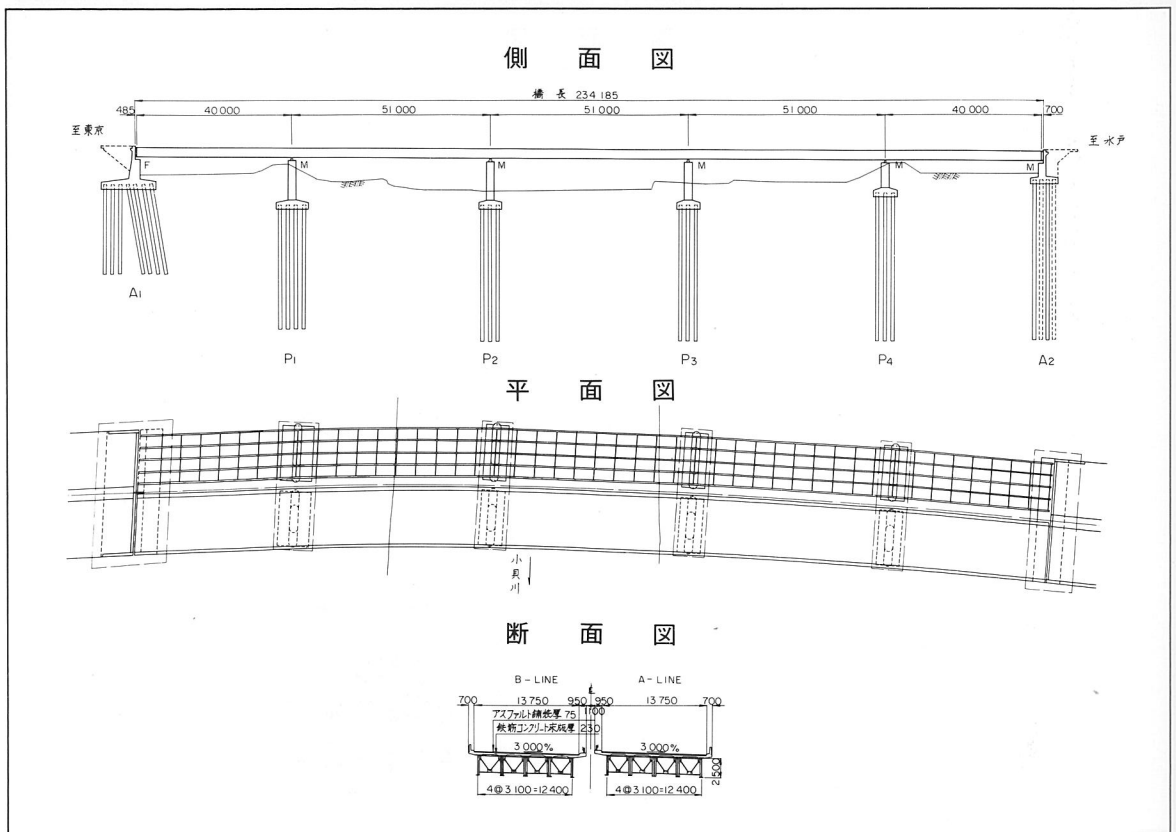 側面図
橋長 234 185
485 40 000 51 000 51 000 51 000 40 000 700
至東京
至水戸
F M M M M M
A1
P1 P2 P3 P4 A2
平面図
小貝川
断面図
B-LINE A-LINE
700 13 750 950 950 13 750 700
アスファルト舗装厚 75 1100
鉄筋コンクリート床版厚 230
3 000% 3 000%
2 500
4@3 100=12 400 4@3 100=12 400